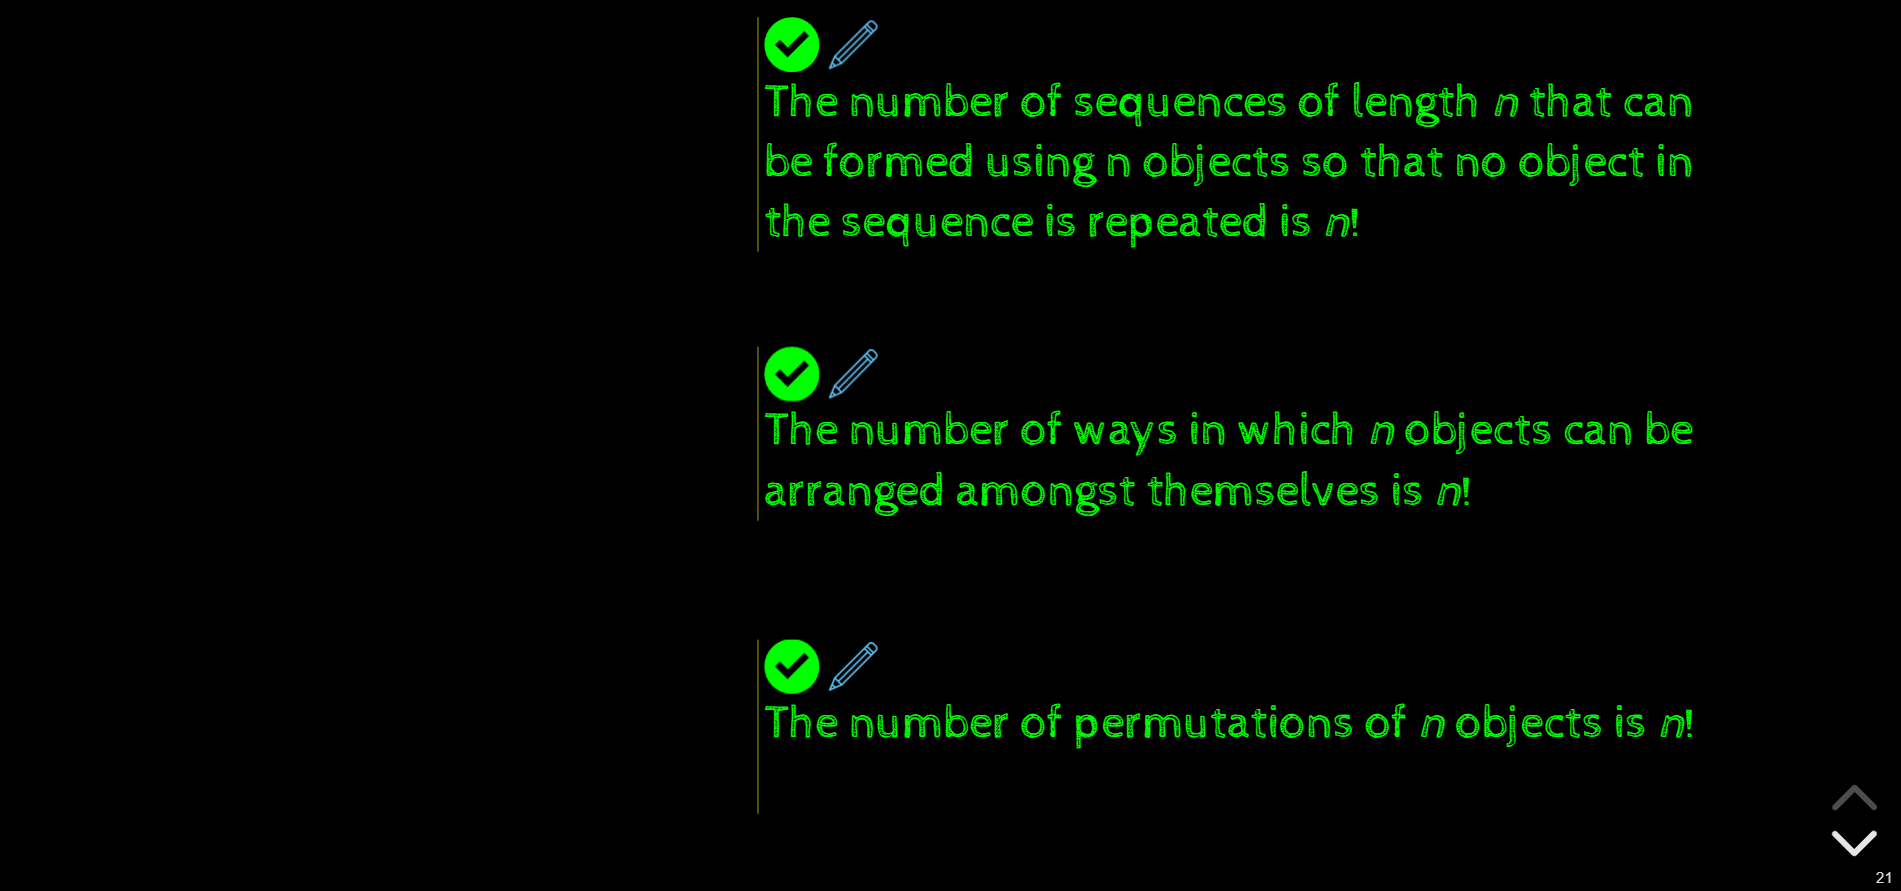 The number of sequences of length n that can
be formed using n objects so that no object in
the sequence is repeated is n!
The number of ways in which n objects can be
arranged amongst themselves is n!
The number of permutations of n objects is n!
21